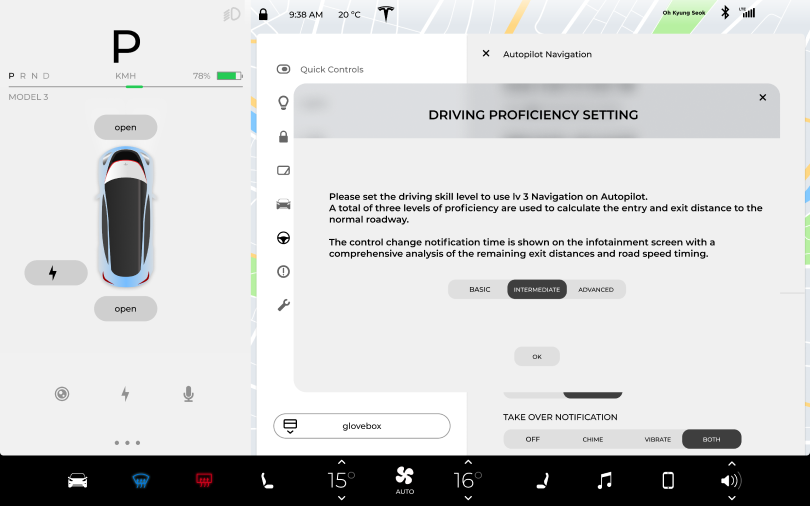 9:38 AM 20 °C Oh Kyung Seok LTE
P
P R N D KMH 78%
MODEL 3
open
open
Quick Controls
Autopilot Navigation
DRIVING PROFICIENCY SETTING
Please set the driving skill level to use lv 3 Navigation on Autopilot.
A total of three levels of proficiency are used to calculate the entry and exit distance to the
normal roadway.
The control change notification time is shown on the infotainment screen with a
comprehensive analysis of the remaining exit distances and road speed timing.
BASIC INTERMEDIATE ADVANCED
OK
TAKE OVER NOTIFICATION
OFF CHIME VIBRATE BOTH
glovebox
15° AUTO 16°